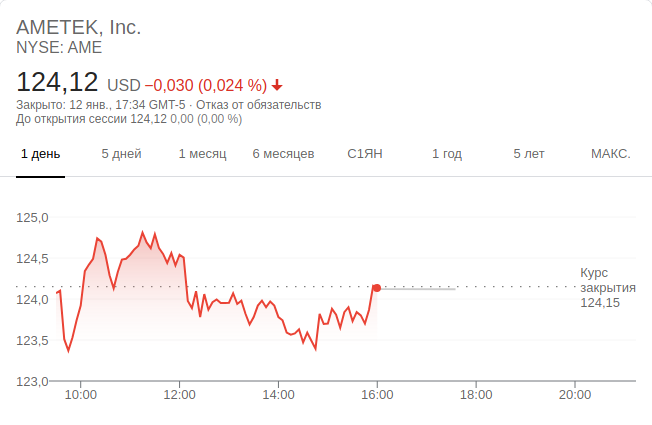 AMETEK, Inc.
NYSE: AME
124,12 USD −0,030 (0,024 %)
Закрыто: 12 янв., 17:34 GMT-5 · Отказ от обязательств
До открытия сессии 124,12 0,00 (0,00 %)
1 день 5 дней 1 месяц 6 месяцев С1ЯН 1 год 5 лет МАКС.
125,0
124,5
Курс
закрытия
124,15
124,0
123,5
123,0
10:00 12:00 14:00 16:00 18:00 20:00